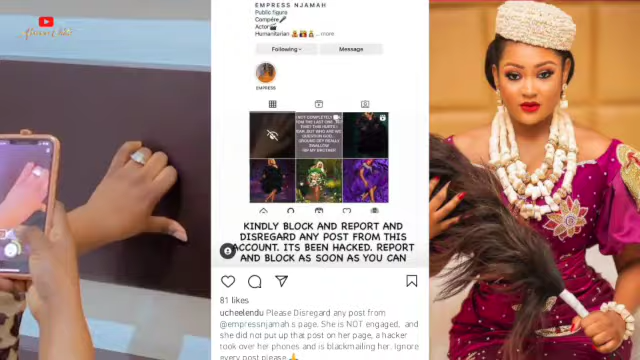 EMPRESS NJAMAH
Public figure
Compère🎤
Actor🎬
Humanitarian ... more
Following
Message
EMPRESS
KINDLY BLOCK AND REPORT AND
DISREGARD ANY POST FROM THIS
ACCOUNT. ITS BEEN HACKED. REPORT
AND BLOCK AS SOON AS YOU CAN
81 likes
ucheelendu Please Disregard any post from
@empressnjamah s page. She is NOT engaged, and
she did not put up that post on her page, a hacker
took over her phones and is blackmailing her. Ignore
every post please